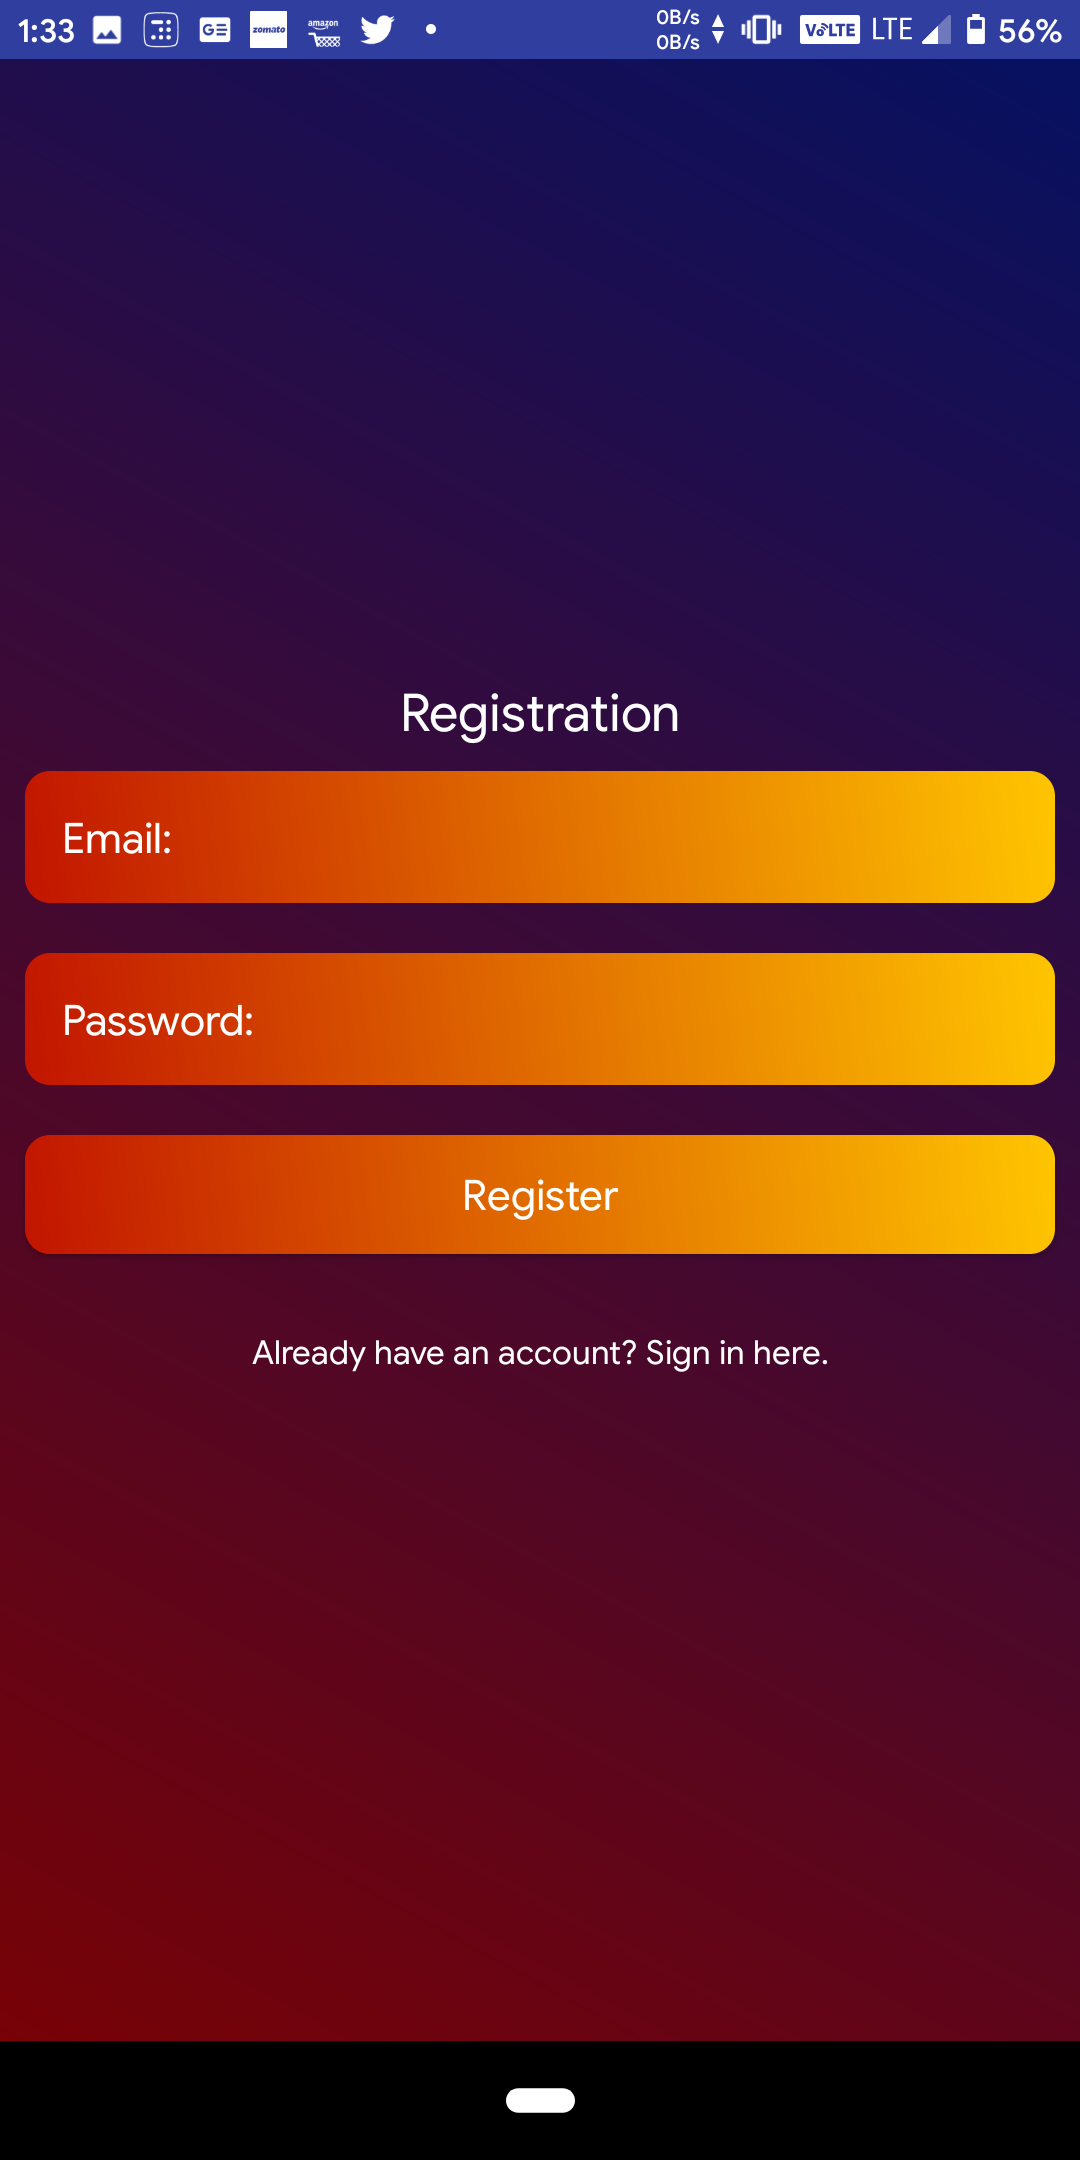 1:33
GE
zomato
amazon
0B/s
0B/s
VoLTE
LTE
56%
Registration
Email:
Password:
Register
Already have an account? Sign in here.